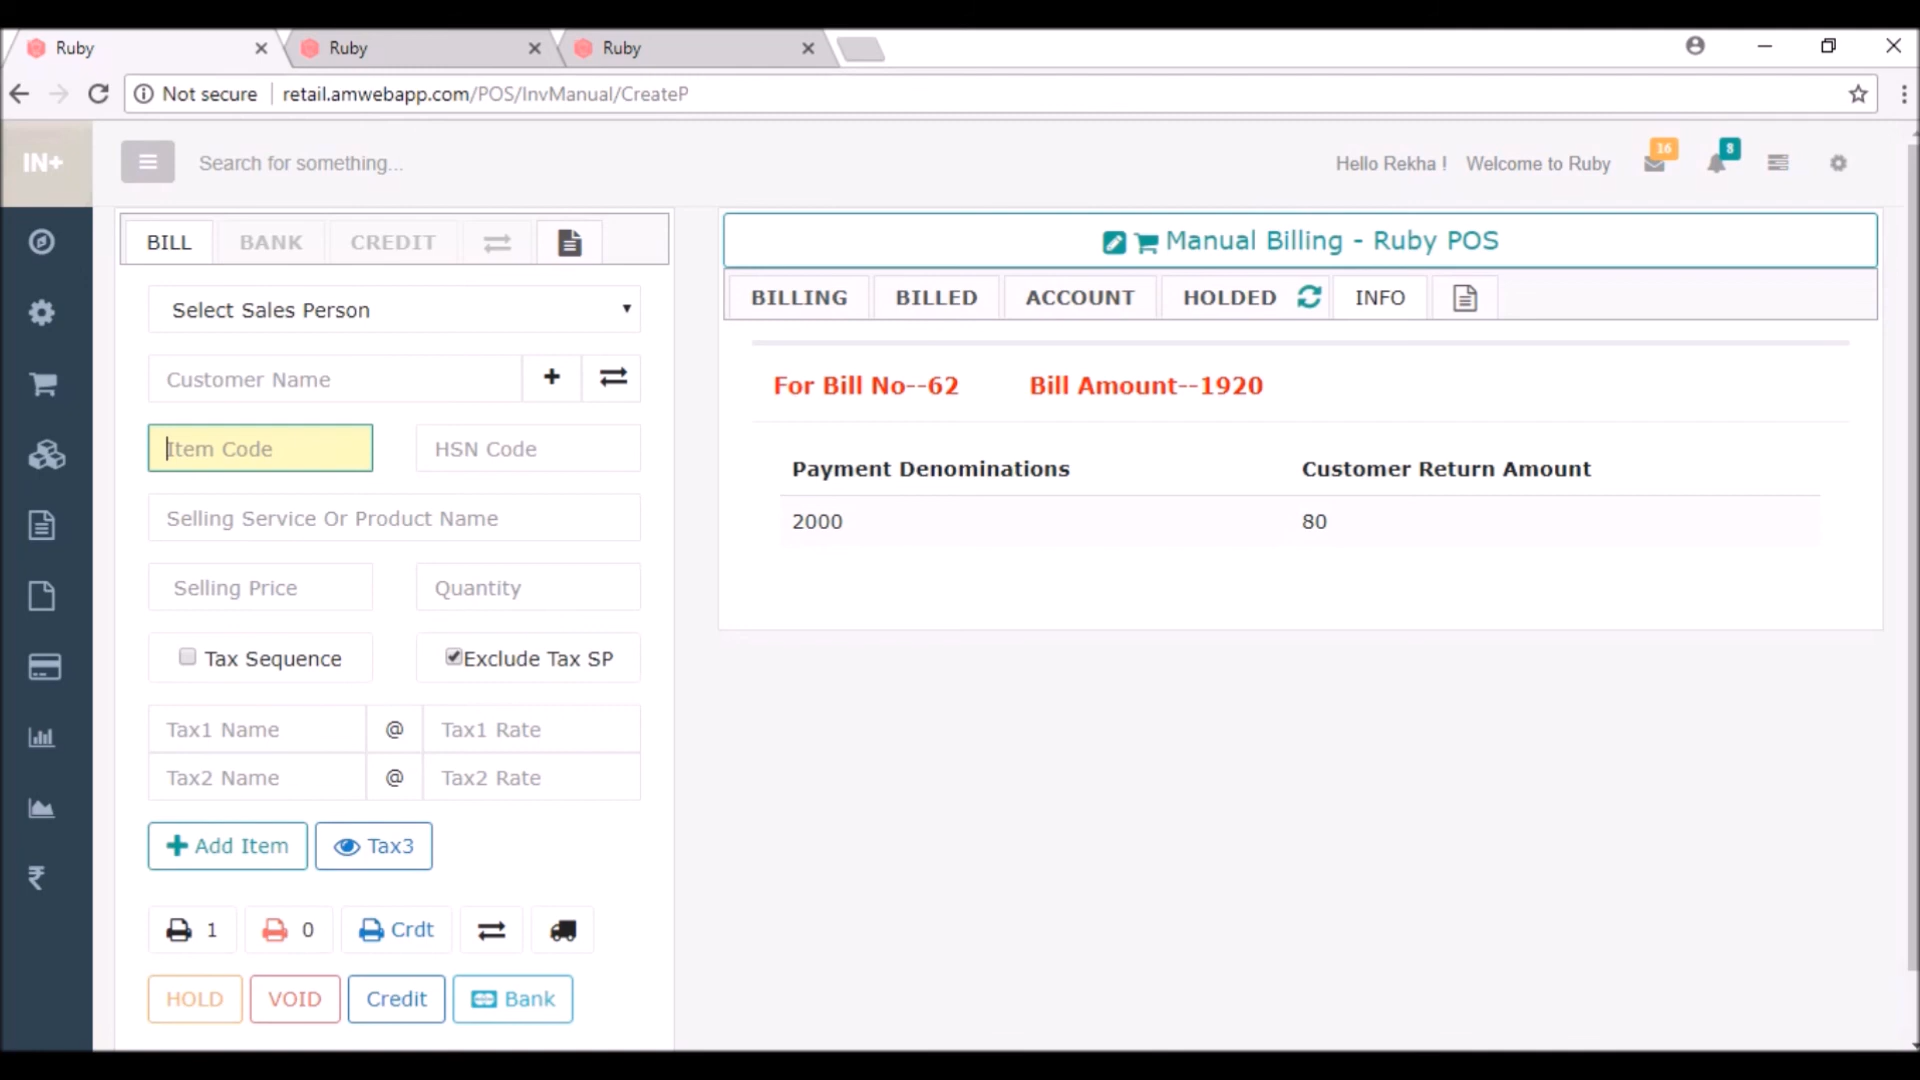 Ruby
Ruby
Ruby
Not secure retail.amwebapp.com/POS/InvManual/CreateP
IN+
Search for something...
Hello Rekha ! Welcome to Ruby 16 8
BILL BANK CREDIT
Select Sales Person
Customer Name
Item Code HSN Code
Selling Service Or Product Name
Selling Price Quantity
Tax Sequence Exclude Tax SP
Tax1 Name @ Tax1 Rate
Tax2 Name @ Tax2 Rate
Add Item Tax3
1 0 Crdt
HOLD VOID Credit Bank
Manual Billing - Ruby POS
BILLING BILLED ACCOUNT HOLDED INFO
For Bill No--62 Bill Amount--1920
Payment Denominations Customer Return Amount
2000 80